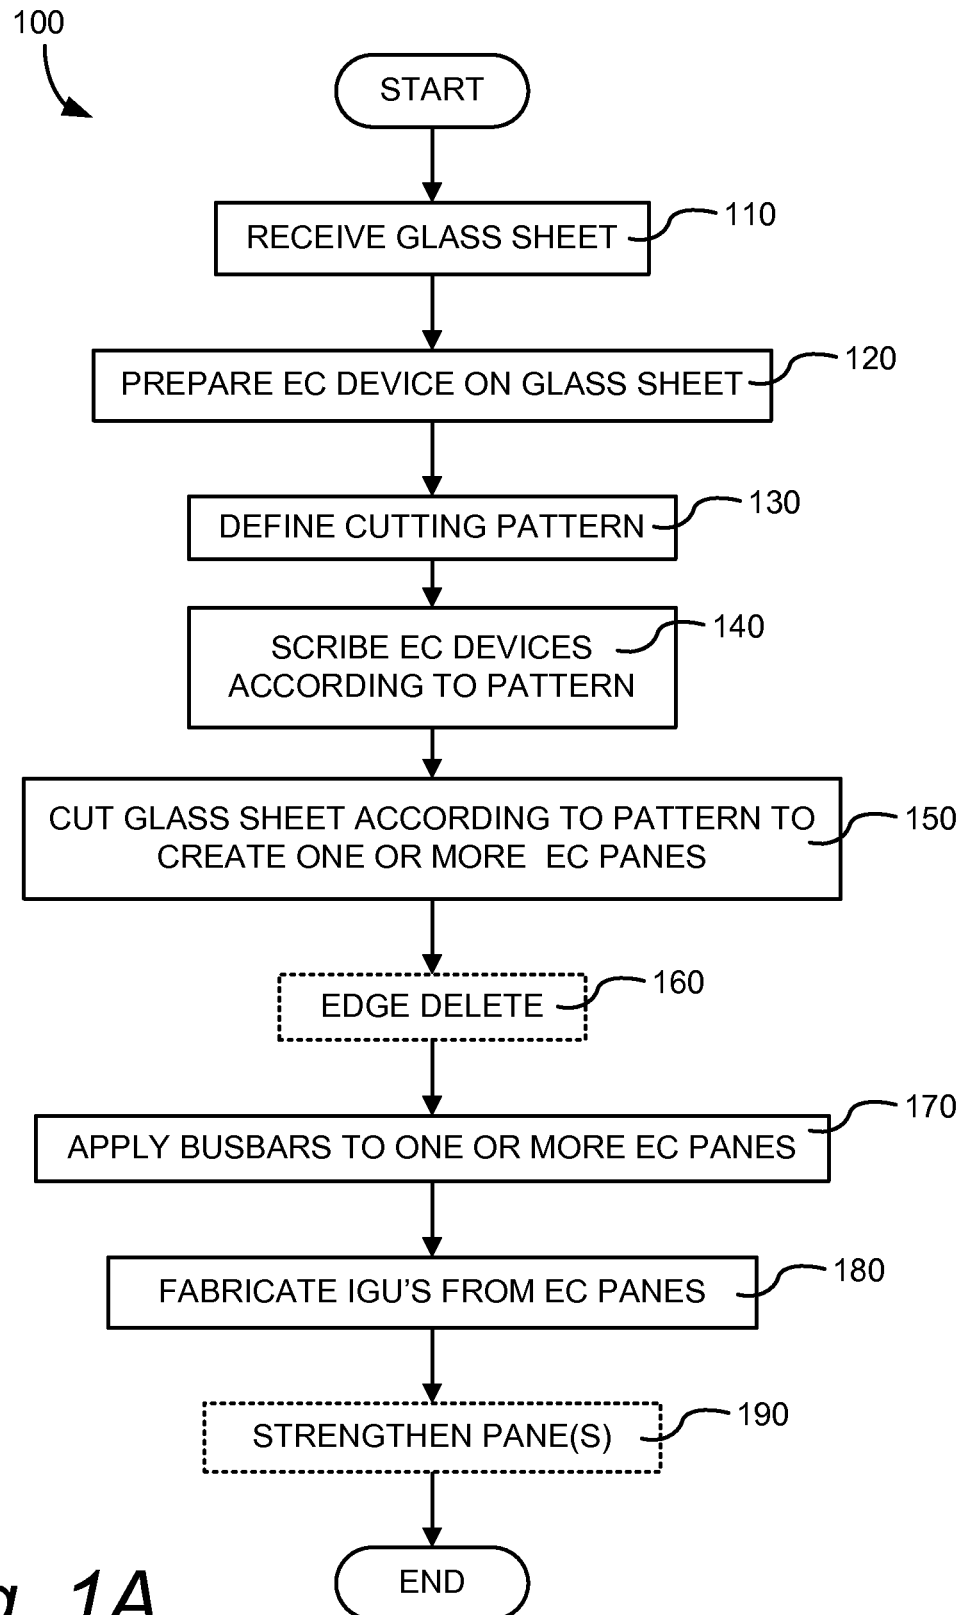 100
START
RECEIVE GLASS SHEET
110
PREPARE EC DEVICE ON GLASS SHEET
120
DEFINE CUTTING PATTERN
130
SCRIBE EC DEVICES
ACCORDING TO PATTERN
140
CUT GLASS SHEET ACCORDING TO PATTERN TO
CREATE ONE OR MORE EC PANES
150
EDGE DELETE
160
APPLY BUSBARS TO ONE OR MORE EC PANES
170
FABRICATE IGU'S FROM EC PANES
180
STRENGTHEN PANE(S)
190
END
1A